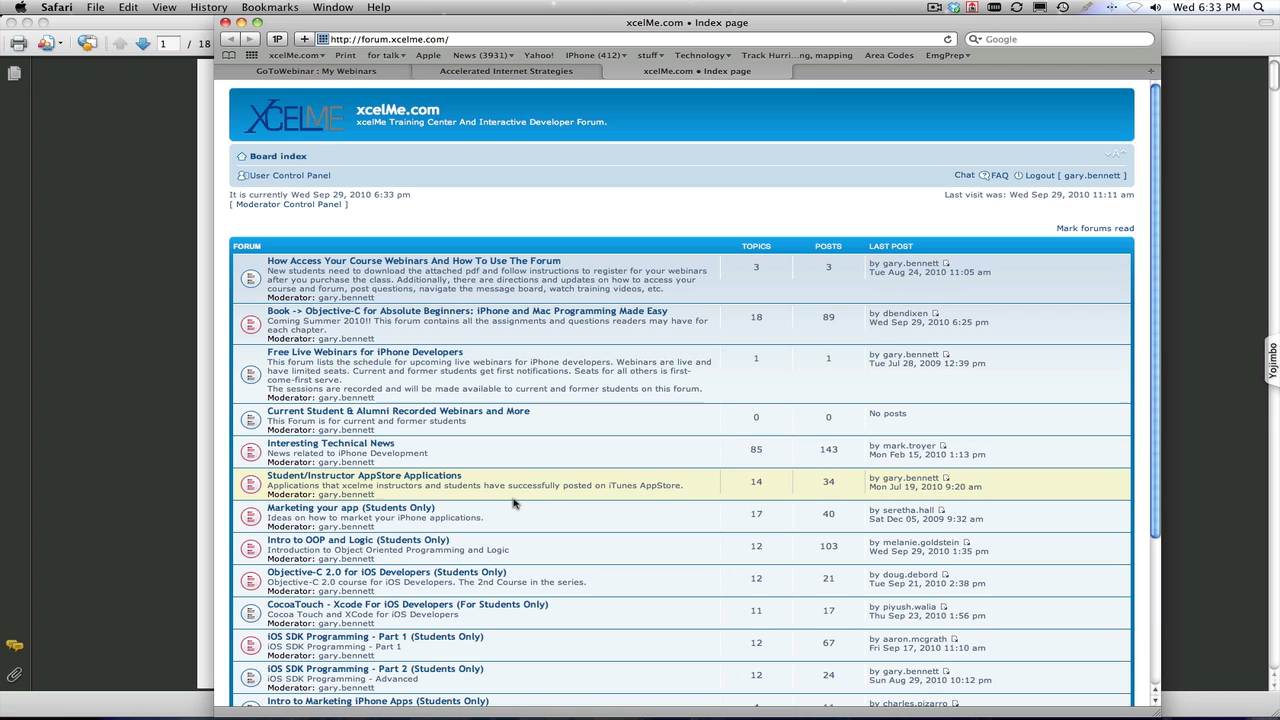 Safari File Edit View History Bookmarks Window Help Wed 6:33 PM
xcelMe.com • Index page
1 / 18
1P + http://forum.xcelme.com/ Google
xcelMe.com Print for talk Apple News (3931) Yahoo! IPhone (412) stuff Technology Track Hurri...ng, mapping Area Codes EmgPrep
GoToWebinar : My Webinars Accelerated Internet Strategies xcelMe.com • Index page +
XCELME
xcelMe.com
xcelMe Training Center And Interactive Developer Forum.
Board index
User Control Panel Chat FAQ Logout [ gary.bennett ]
It is currently Wed Sep 29, 2010 6:33 pm Last visit was: Wed Sep 29, 2010 11:11 am
[ Moderator Control Panel ]
Mark forums read
FORUM TOPICS POSTS LAST POST
How Access Your Course Webinars And How To Use The Forum
New students need to download the attached pdf and follow instructions to register for your webinars
after you purchase the class. Additionally, there are directions and updates on how to access your
course and forum, post questions, navigate the message board, watch training videos, etc.
Moderator: gary.bennett
3 3 by gary.bennett
Tue Aug 24, 2010 11:05 am
Book -> Objective-C for Absolute Beginners: iPhone and Mac Programming Made Easy
Coming Summer 2010!! This forum contains all the assignments and questions readers may have for
each chapter.
Moderator: gary.bennett
18 89 by dbendixen
Wed Sep 29, 2010 6:25 pm
Free Live Webinars for iPhone Developers
This forum lists the schedule for upcoming live webinars for iPhone developers. Webinars are live and
have limited seats. Current and former students get first notifications. Seats for all others is first-
come-first serve.
The sessions are recorded and will be made available to current and former students on this forum.
Moderator: gary.bennett
1 1 by gary.bennett
Tue Jul 28, 2009 12:39 pm
Current Student & Alumni Recorded Webinars and More
This Forum is for current and former students
Moderator: gary.bennett
0 0 No posts
Interesting Technical News
News related to iPhone Development
Moderator: gary.bennett
85 143 by mark.troyer
Mon Feb 15, 2010 1:13 pm
Student/Instructor AppStore Applications
Applications that xcelme instructors and students have successfully posted on iTunes AppStore.
Moderator: gary.bennett
14 34 by gary.bennett
Mon Jul 19, 2010 9:20 am
Marketing your app (Students Only)
Ideas on how to market your iPhone applications.
Moderator: gary.bennett
17 40 by seretha.hall
Sat Dec 05, 2009 9:32 am
Intro to OOP and Logic (Students Only)
Introduction to Object Oriented Programming and Logic
Moderator: gary.bennett
12 103 by melanie.goldstein
Wed Sep 29, 2010 1:35 pm
Objective-C 2.0 for iOS Developers (Students Only)
Objective-C 2.0 course for iOS Developers. The 2nd Course in the series.
Moderator: gary.bennett
12 21 by doug.debord
Tue Sep 21, 2010 2:38 pm
CocoaTouch - Xcode For iOS Developers (For Students Only)
Cocoa Touch and XCode for iOS Developers
Moderator: gary.bennett
11 17 by piyush.walia
Thu Sep 23, 2010 1:56 pm
iOS SDK Programming - Part 1 (Students Only)
iOS SDK Programming - Part 1
Moderator: gary.bennett
12 67 by aaron.mcgrath
Fri Sep 17, 2010 11:10 am
iOS SDK Programming - Part 2 (Students Only)
iOS SDK Programming - Advanced
Moderator: gary.bennett
12 24 by gary.bennett
Sun Aug 29, 2010 10:12 pm
Intro to Marketing iPhone Apps (Students Only)
by charles.pizarro
Yojimbo